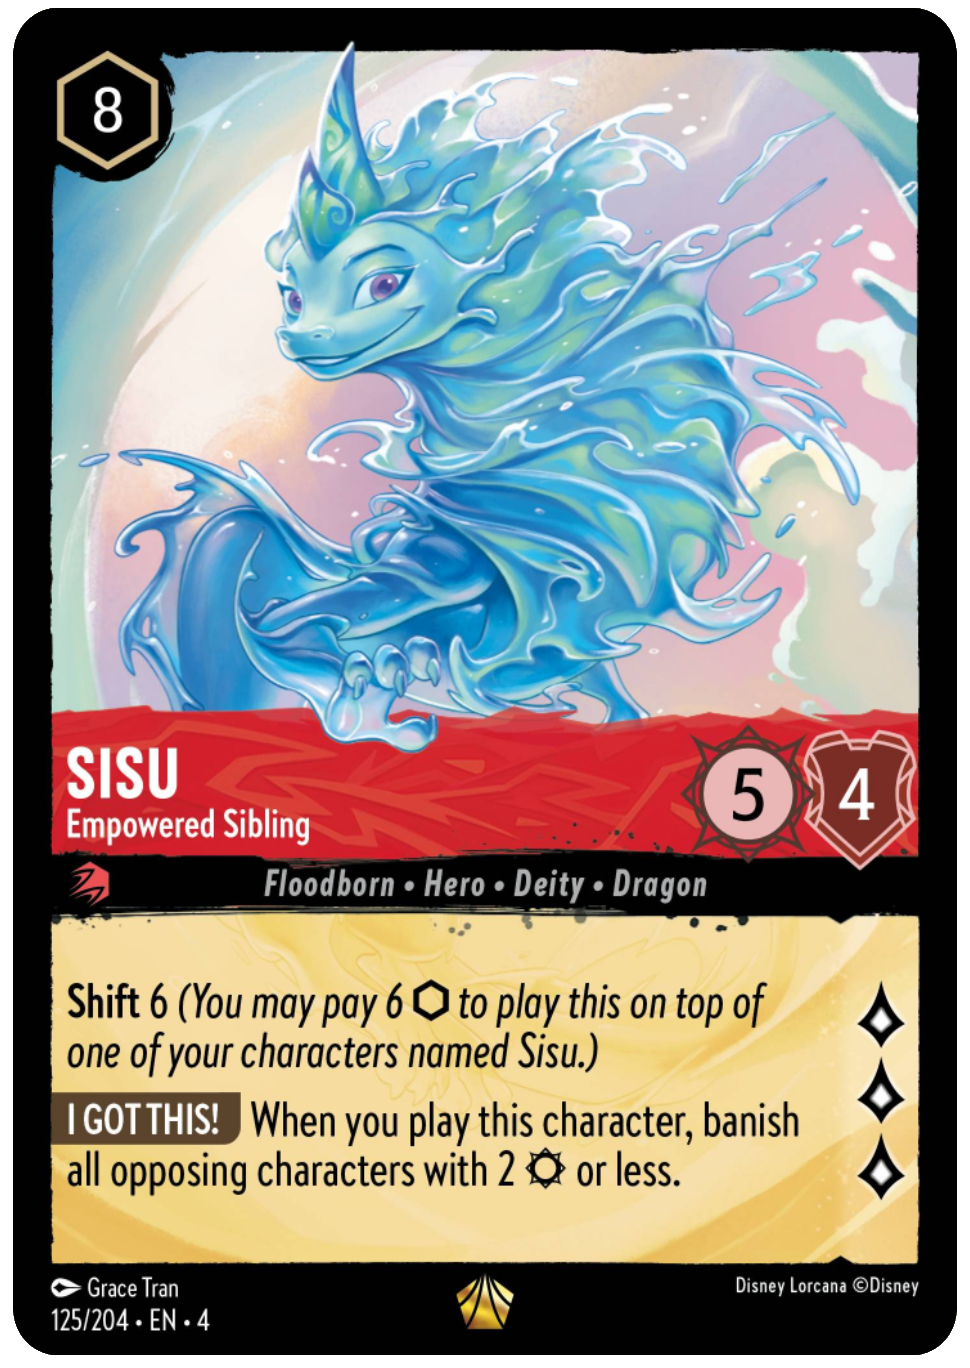 8
SISU
Empowered Sibling
5
4
Floodborn • Hero • Deity • Dragon
Shift 6 (You may pay 6 ⬡ to play this on top of
one of your characters named Sisu.)
I GOT THIS! When you play this character, banish
all opposing characters with 2 or less.
Grace Tran
125/204 • EN • 4
Disney Lorcana ©Disney